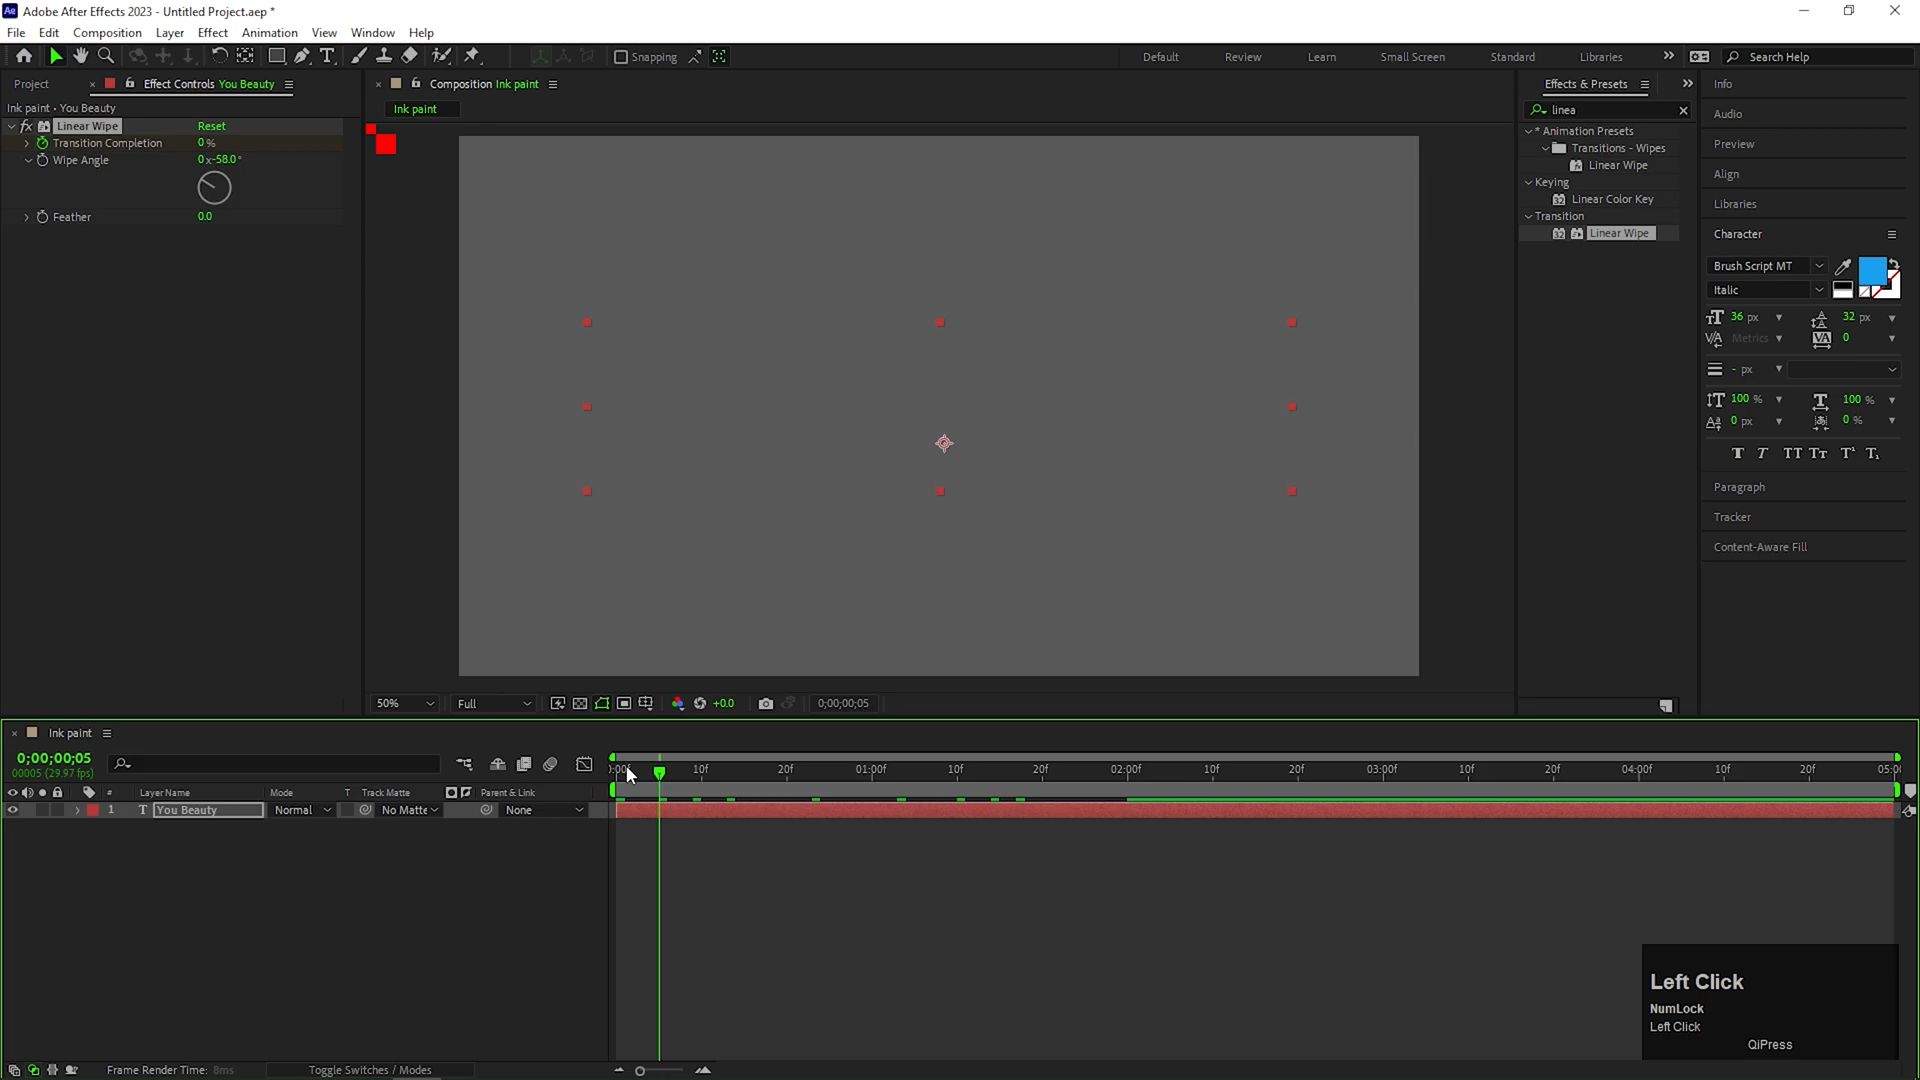 Adobe After Effects 2023 - Untitled Project.aep *
File Edit Composition Layer Effect Animation View Window Help
Snapping Default Review Learn Small Screen Standard Libraries Search Help
Project Effect Controls You Beauty
Ink paint • You Beauty
fx Linear Wipe Reset
Transition Completion 0 %
Wipe Angle 0 x-58.0°
Feather 0.0
Composition Ink paint
Ink paint
50% Full +0.0 0;00;00;05
Effects & Presets
linea
* Animation Presets
Transitions - Wipes
Linear Wipe
Keying
Linear Color Key
Transition
Linear Wipe
Info
Audio
Preview
Align
Libraries
Character
Brush Script MT
Italic
36 px 32 px
Metrics 0
- px
100 % 100 %
0 px 0 %
Paragraph
Tracker
Content-Aware Fill
Ink paint
0;00;00;05
00005 (29.97 fps)
0:00f 10f 20f 01:00f 10f 20f 02:00f 10f 20f 03:00f 10f 20f 04:00f 10f 20f 05:0
# Layer Name Mode T Track Matte Parent & Link
1 T You Beauty Normal No Matte None
Left Click
NumLock
Left Click
QiPress
Frame Render Time: 8ms Toggle Switches / Modes